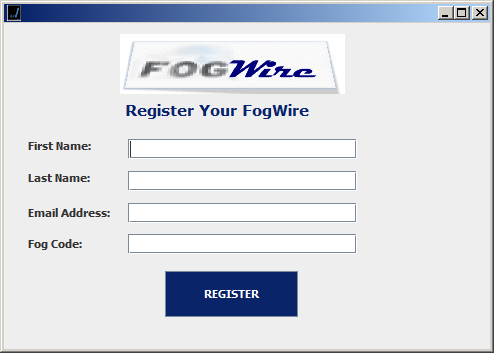 FOGWire
Register Your FogWire
First Name:
Last Name:
Email Address:
Fog Code:
REGISTER